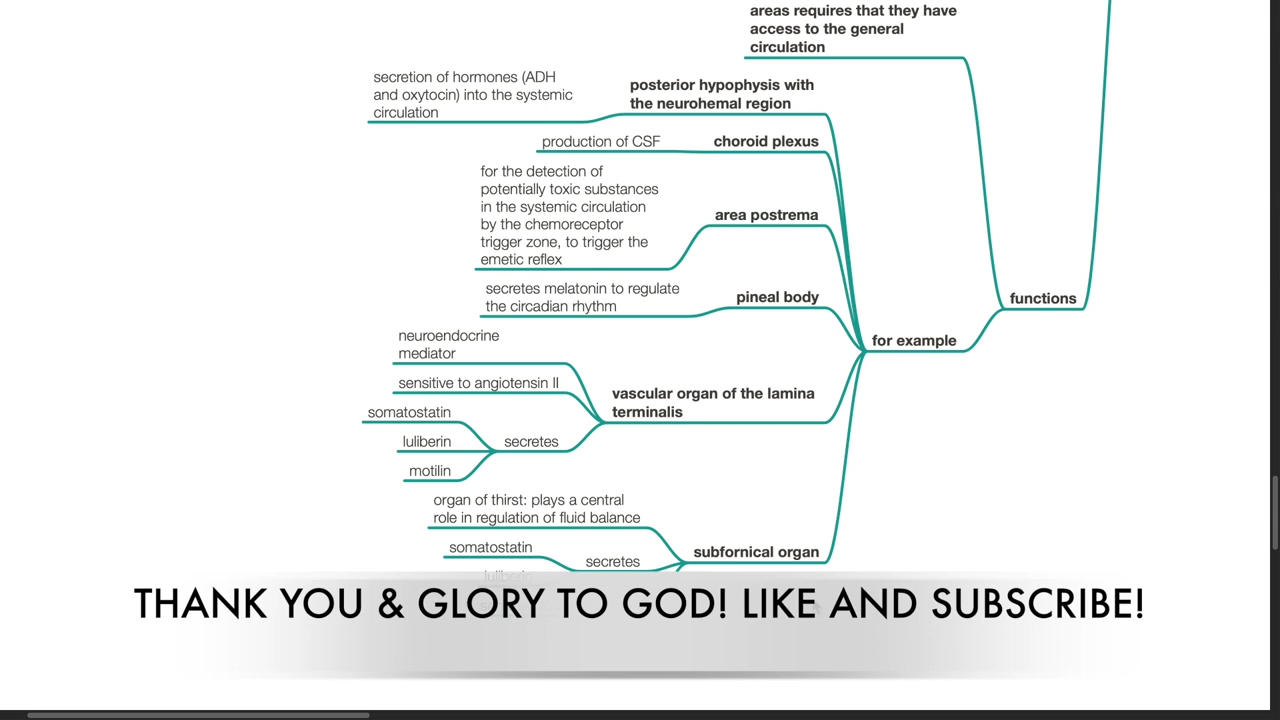 areas requires that they have
access to the general
circulation
secretion of hormones (ADH
and oxytocin) into the systemic
circulation
posterior hypophysis with
the neurohemal region
production of CSF
choroid plexus
for the detection of
potentially toxic substances
in the systemic circulation
by the chemoreceptor
trigger zone, to trigger the
emetic reflex
area postrema
secretes melatonin to regulate
the circadian rhythm
pineal body
functions
for example
neuroendocrine
mediator
sensitive to angiotensin II
somatostatin
luliberin
motilin
secretes
vascular organ of the lamina
terminalis
organ of thirst: plays a central
role in regulation of fluid balance
somatostatin
luliberin
secretes
subfornical organ
THANK YOU & GLORY TO GOD! LIKE AND SUBSCRIBE!